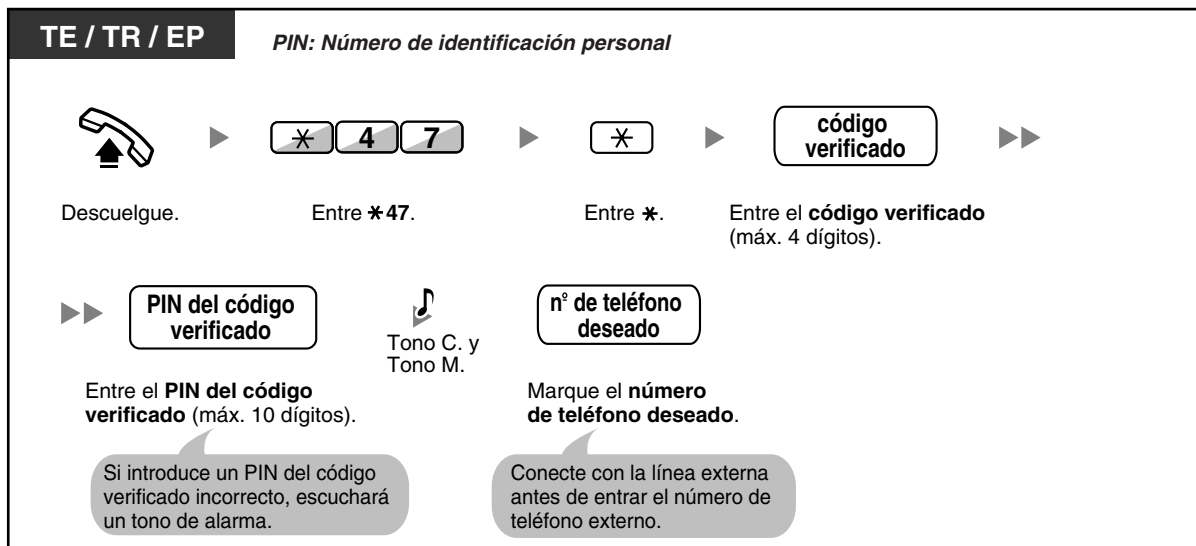 TE / TR / EP
PIN: Número de identificación personal
* 4 7
*
código
verificado
Descuelgue.
Entre *47.
Entre *.
Entre el código verificado
(máx. 4 dígitos).
PIN del código
verificado
Tono C. y
Tono M.
nº de teléfono
deseado
Entre el PIN del código
verificado (máx. 10 dígitos).
Marque el número
de teléfono deseado.
Si introduce un PIN del código
verificado incorrecto, escuchará
un tono de alarma.
Conecte con la línea externa
antes de entrar el número de
teléfono externo.